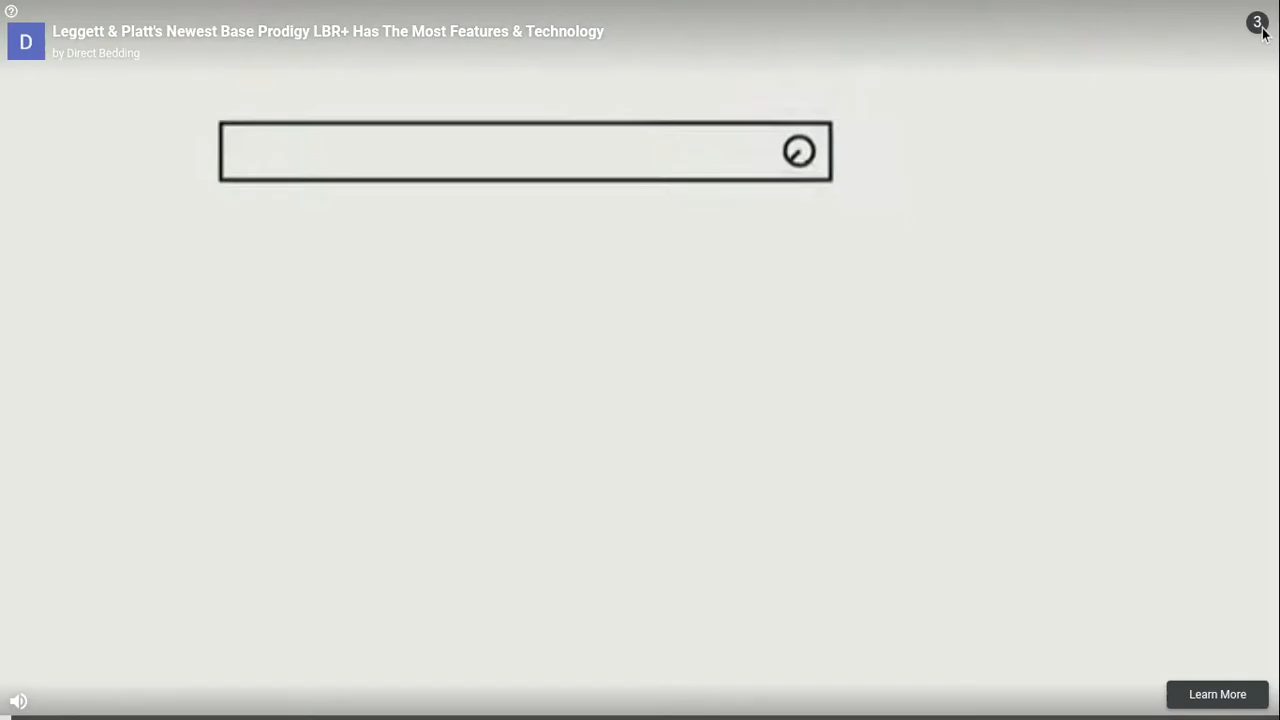 Leggett & Platt's Newest Base Prodigy LBR+ Has The Most Features & Technology
3
D
by Direct Bedding
Learn More